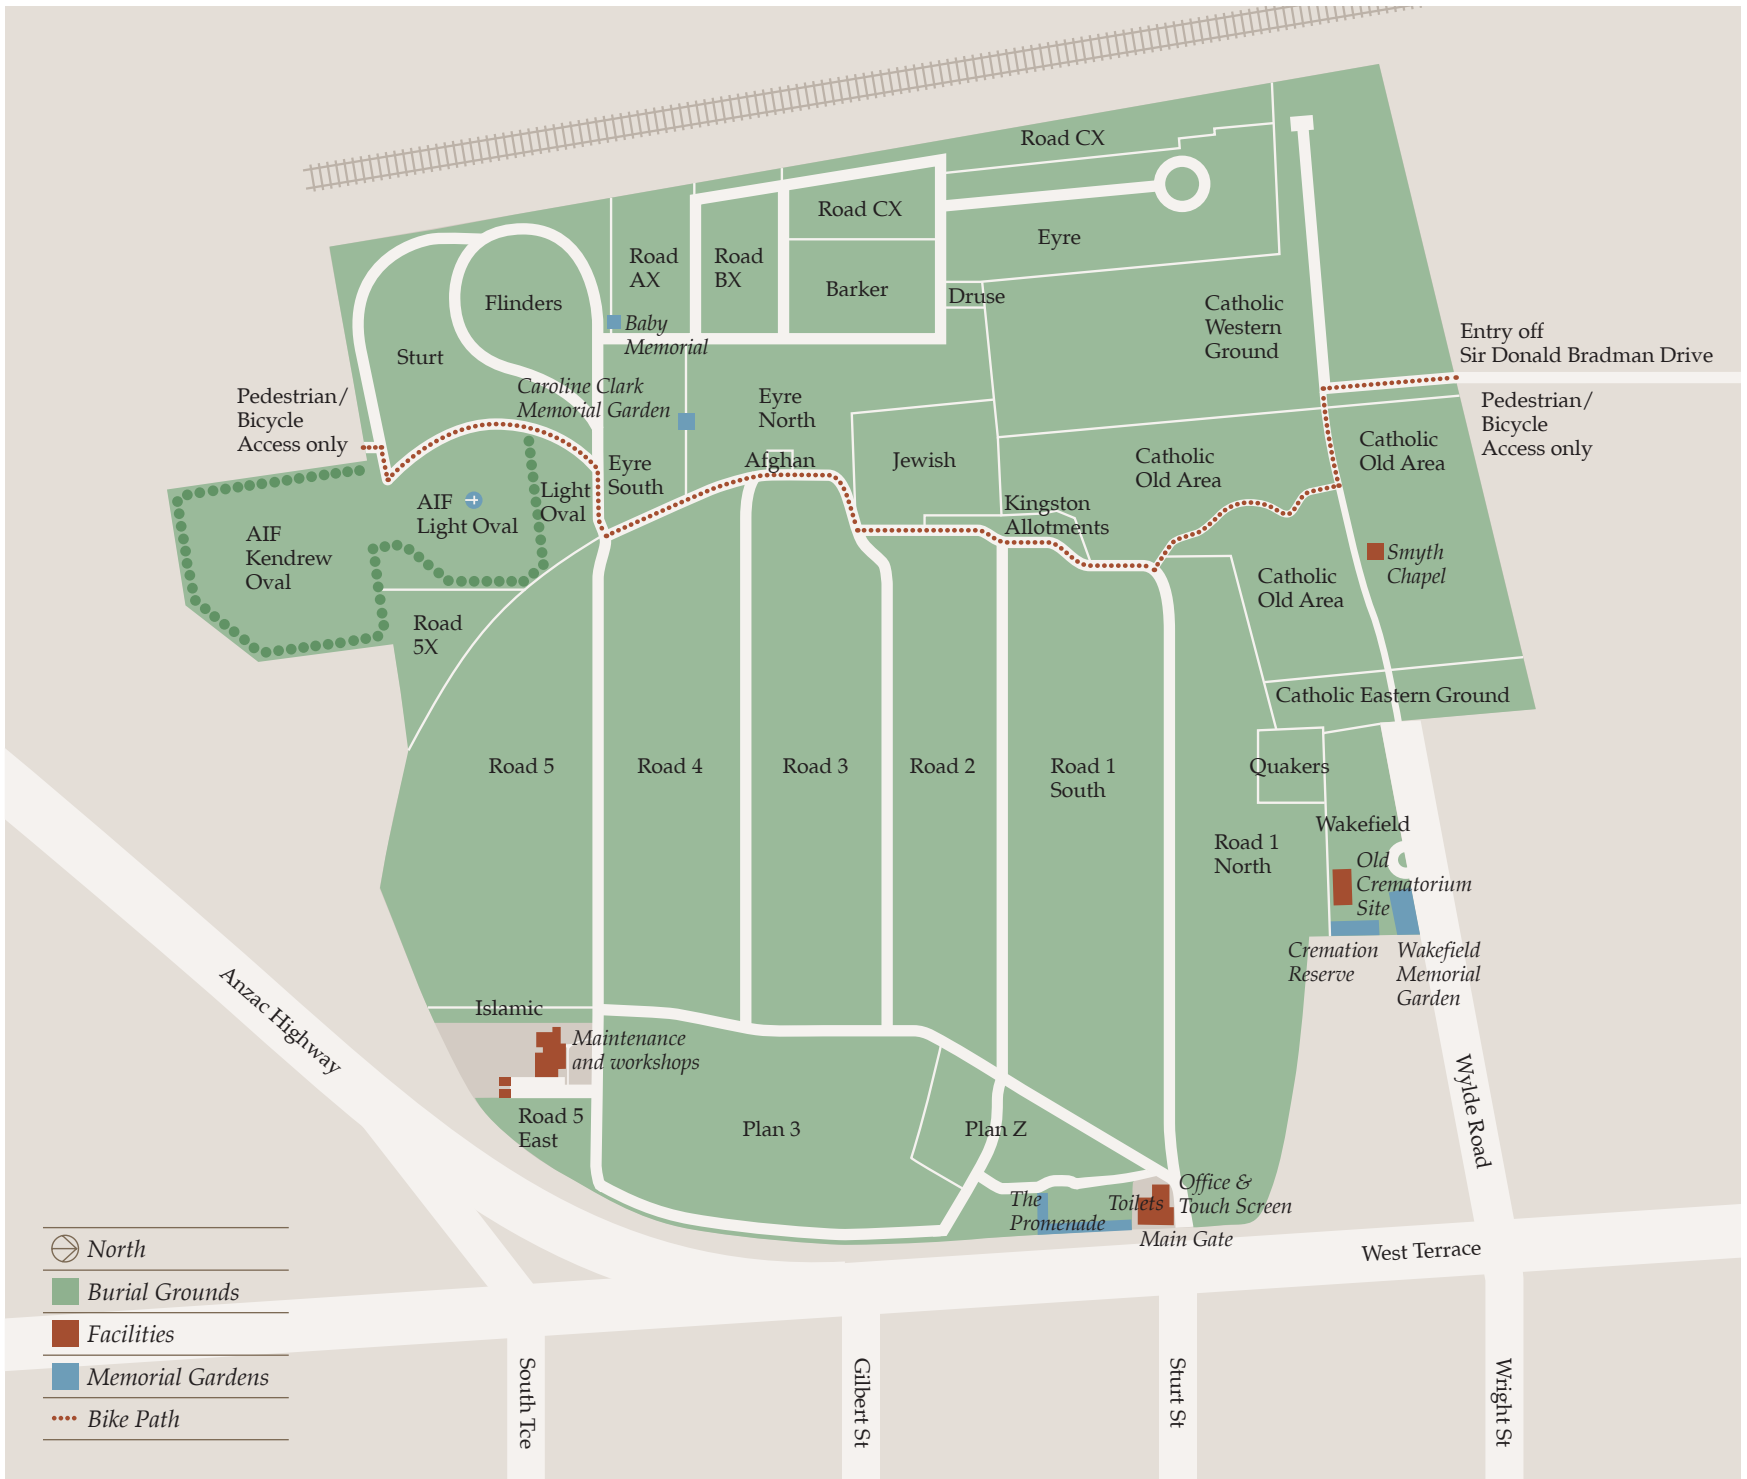 Road CX
Road CX
Eyre
Road
AX
Road
BX
Barker
Druse
Flinders
Sturt
Baby
Memorial
Catholic
Western
Ground
Entry off
Sir Donald Bradman Drive
Pedestrian/
Bicycle
Access only
Pedestrian/
Bicycle
Access only
Caroline Clark
Memorial Garden
Eyre
North
Afghan
Jewish
Eyre
South
Catholic
Old Area
Catholic
Old Area
Light
Oval
AIF
Light Oval
AIF
Kendrew
Oval
Kingston
Allotments
Smyth
Chapel
Catholic
Old Area
Road
5X
Catholic Eastern Ground
Road 5
Road 4
Road 3
Road 2
Road 1
South
Quakers
Wakefield
Road 1
North
Old
Crematorium
Site
Cremation
Reserve
Wakefield
Memorial
Garden
Anzac Highway
Islamic
Maintenance
and workshops
Road 5
East
Plan 3
Plan Z
Wylde Road
The
Promenade
Toilets
Office &
Touch Screen
Main Gate
West Terrace
North
Burial Grounds
Facilities
Memorial Gardens
Bike Path
South Tce
Gilbert St
Sturt St
Wright St